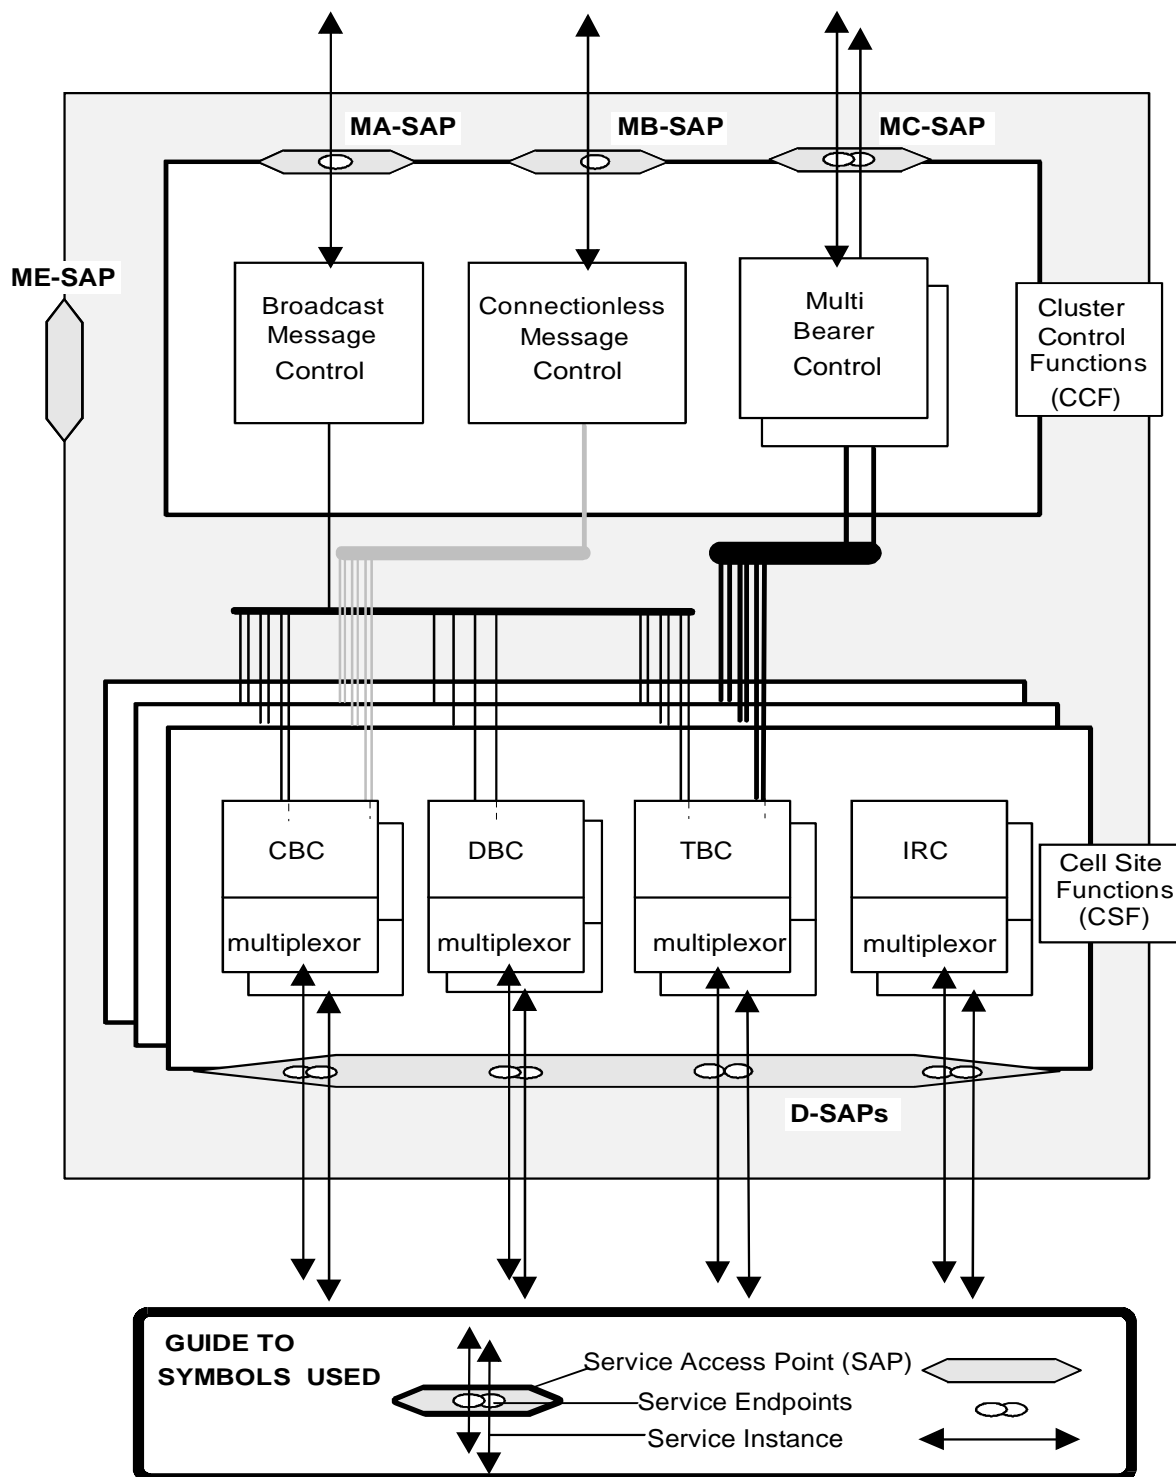 MA-SAP
MB-SAP
MC-SAP
ME-SAP
Broadcast
Message
Control
Connectionless
Message
Control
Multi
Bearer
Control
Cluster
Control
Functions
(CCF)
CBC
DBC
TBC
IRC
multiplexor
multiplexor
multiplexor
multiplexor
Cell Site
Functions
(CSF)
D-SAPs
GUIDE TO
SYMBOLS USED
Service Access Point (SAP)
Service Endpoints
Service Instance